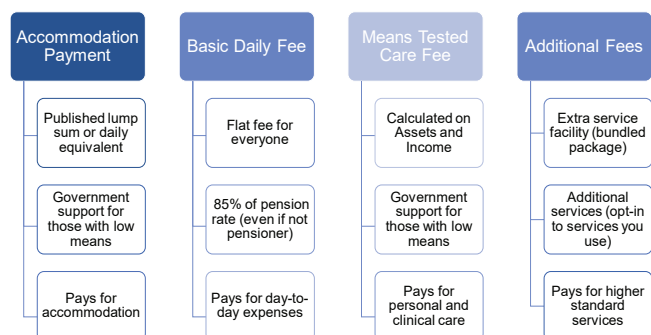 Accommodation
Payment
Published lump
sum or daily
equivalent
Government
support for
those with low
means
Pays for
accommodation
Basic Daily Fee
Flat fee for
everyone
85% of pension
rate (even if not
pensioner)
Pays for day-to-
day expenses
Means Tested
Care Fee
Calculated on
Assets and
Income
Government
support for
those with low
means
Pays for
personal and
clinical care
Additional Fees
Extra service
facility (bundled
package)
Additional
services (opt-in
to services you
use)
Pays for higher
standard
services